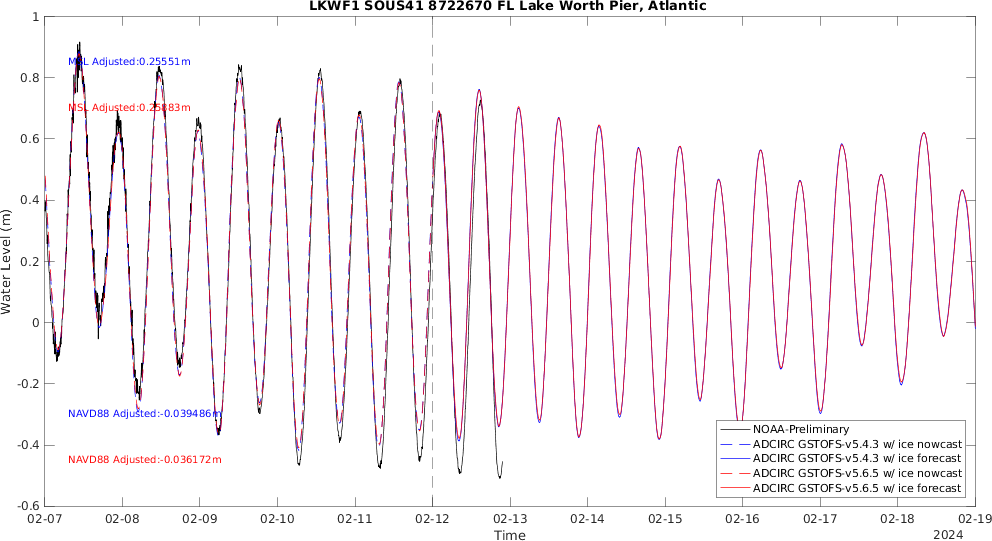 LKWF1 SOUS41 8722670 FL Lake Worth Pier, Atlantic
Water Level (m)
1
0.8
0.6
0.4
0.2
0
-0.2
-0.4
-0.6
MSL Adjusted:0.25551m
MSL Adjusted:0.25883m
NAVD88 Adjusted:-0.039486m
NAVD88 Adjusted:-0.036172m
NOAA-Preliminary
ADCIRC GSTOFS-v5.4.3 w/ ice nowcast
ADCIRC GSTOFS-v5.4.3 w/ ice forecast
ADCIRC GSTOFS-v5.6.5 w/ ice nowcast
ADCIRC GSTOFS-v5.6.5 w/ ice forecast
02-07 02-08 02-09 02-10 02-11 02-12 02-13 02-14 02-15 02-16 02-17 02-18 02-19
Time
2024